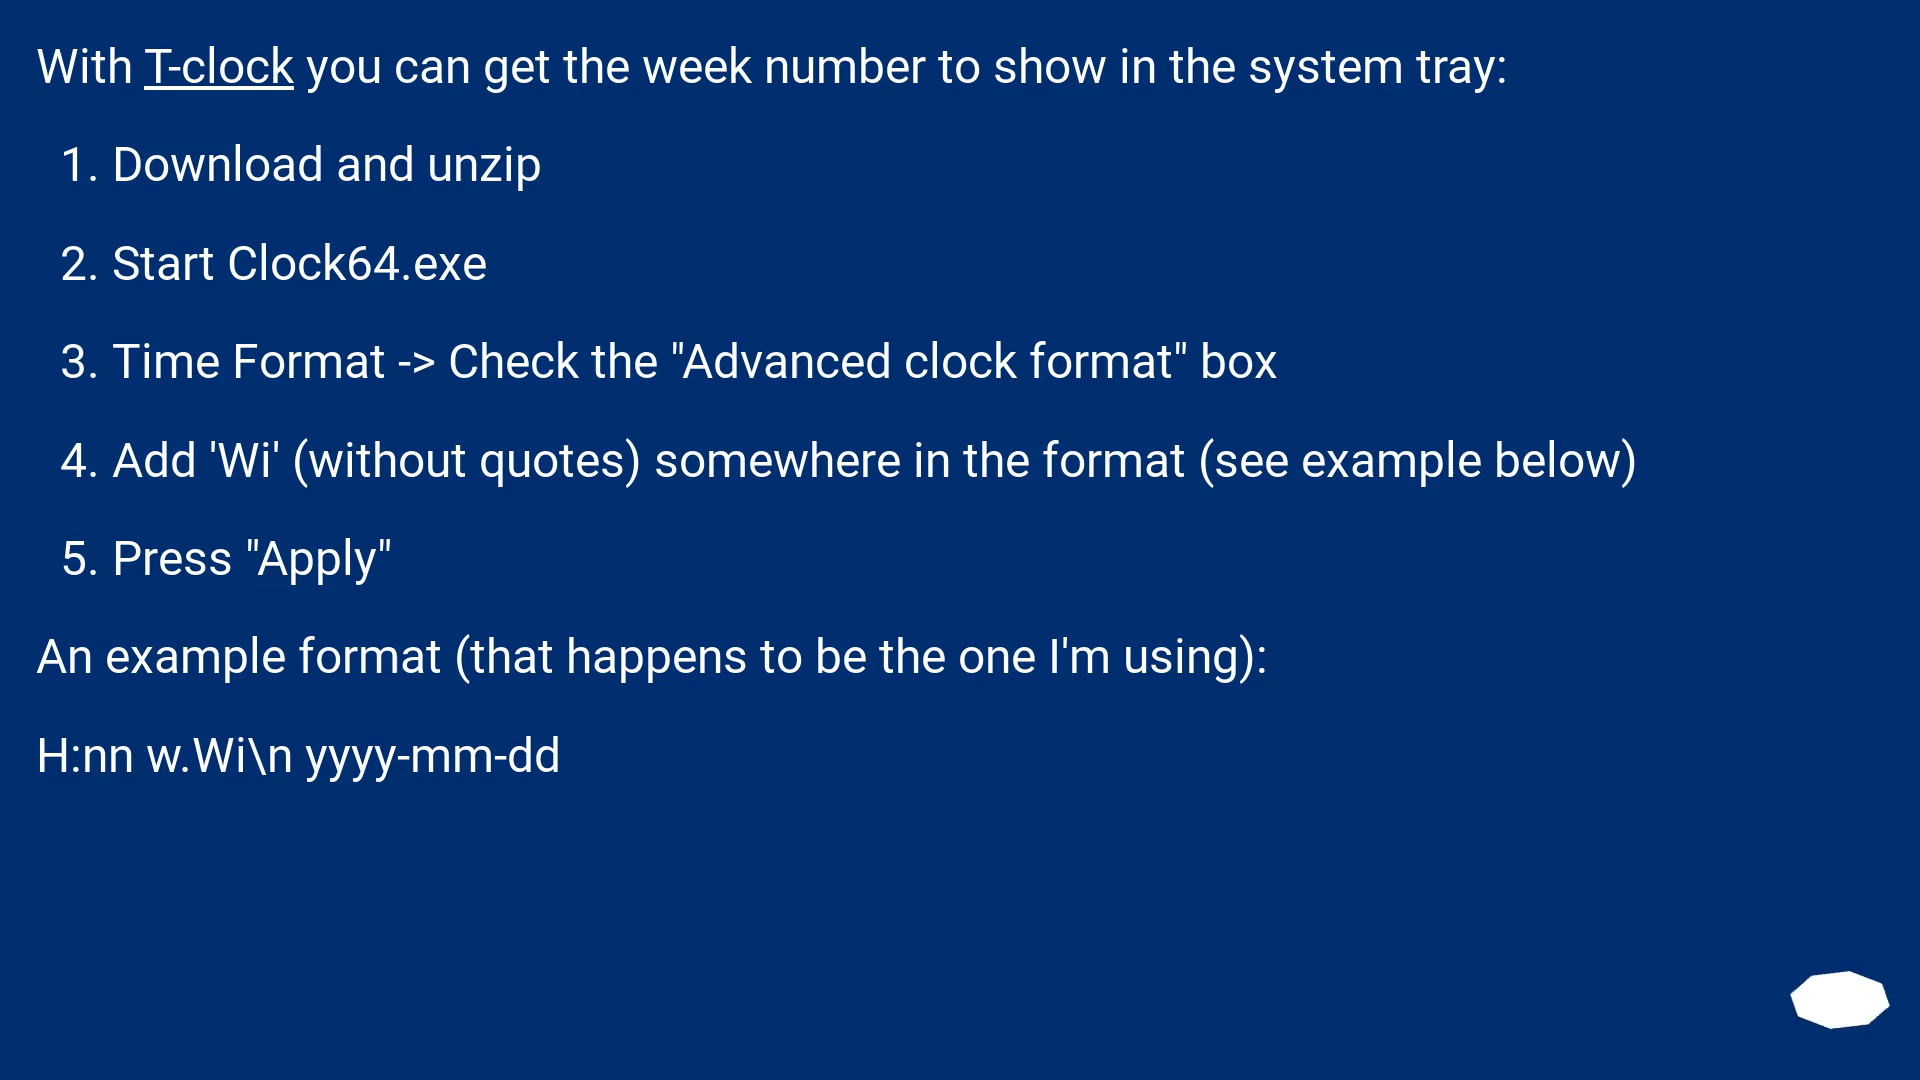 With T-clock you can get the week number to show in the system tray:
1. Download and unzip
2. Start Clock64.exe
3. Time Format -> Check the "Advanced clock format" box
4. Add 'Wi' (without quotes) somewhere in the format (see example below)
5. Press "Apply"
An example format (that happens to be the one I'm using):
H:nn w.Wi\n yyyy-mm-dd